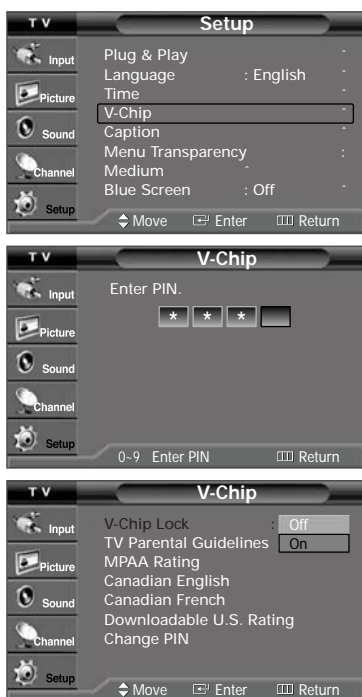 T V
Setup
Input
Picture
Sound
Channel
Setup
Plug & Play
Language : English
Time
V-Chip
Caption
Menu Transparency :
Medium
Blue Screen : Off
Move Enter Return
T V
V-Chip
Input
Picture
Sound
Channel
Setup
Enter PIN.
* * *
0~9 Enter PIN Return
T V
V-Chip
Input
Picture
Sound
Channel
Setup
V-Chip Lock : Off
TV Parental Guidelines On
MPAA Rating
Canadian English
Canadian French
Downloadable U.S. Rating
Change PIN
Move Enter Return